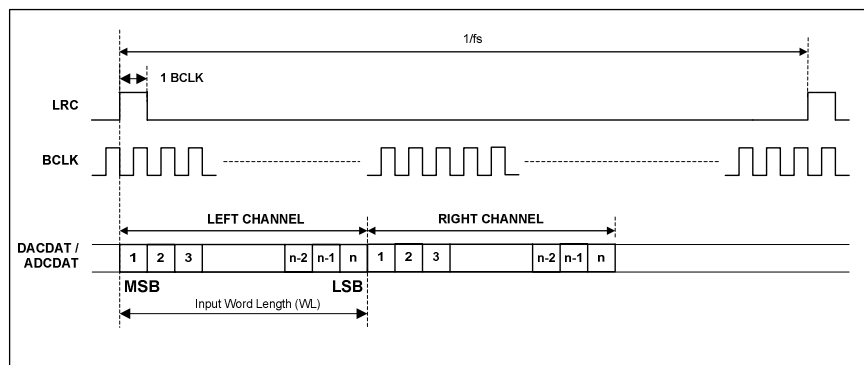 1/fs
1 BCLK
LRC
BCLK
LEFT CHANNEL RIGHT CHANNEL
DACDAT /
ADCDAT
1 2 3 n-2 n-1 n 1 2 3 n-2 n-1 n
MSB LSB
Input Word Length (WL)